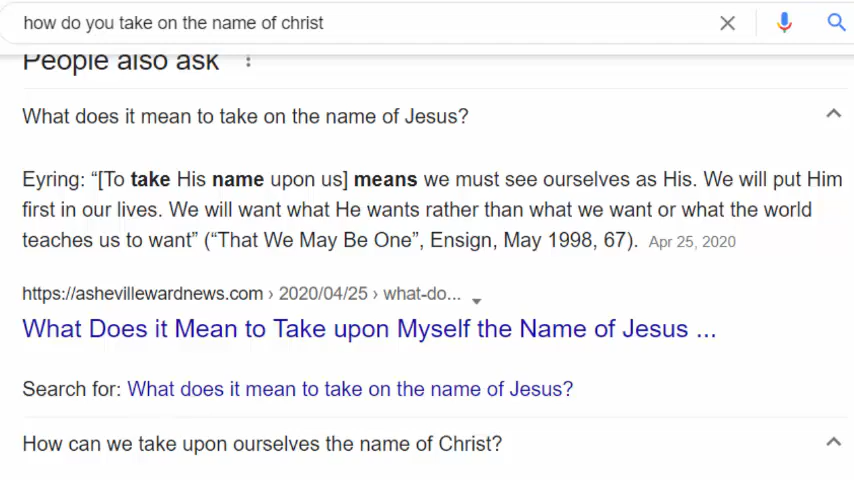 how do you take on the name of christ
People also ask
What does it mean to take on the name of Jesus?
Eyring: “[To take His name upon us] means we must see ourselves as His. We will put Him
first in our lives. We will want what He wants rather than what we want or what the world
teaches us to want” (“That We May Be One”, Ensign, May 1998, 67). Apr 25, 2020
https://ashevillewardnews.com › 2020/04/25 › what-do...
What Does it Mean to Take upon Myself the Name of Jesus ...
Search for: What does it mean to take on the name of Jesus?
How can we take upon ourselves the name of Christ?